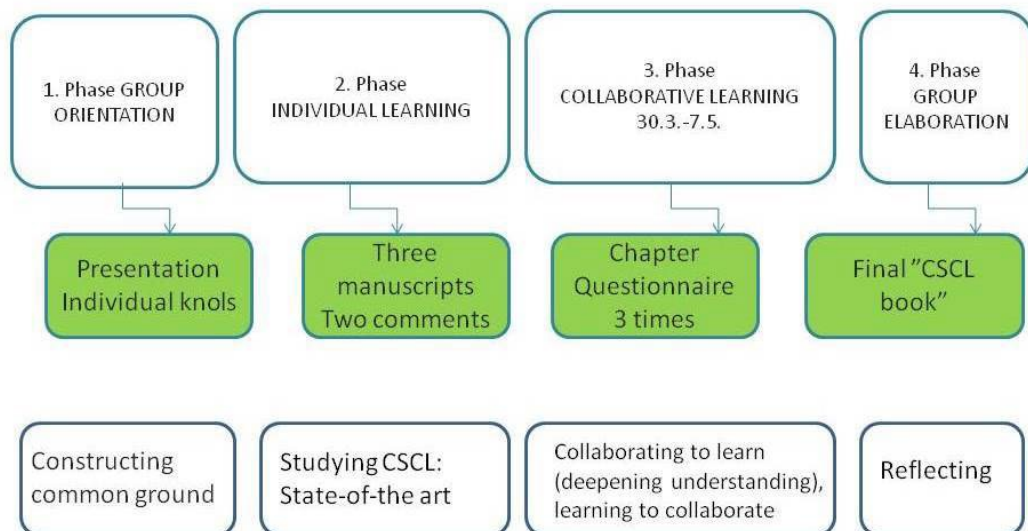 1. Phase GROUP
ORIENTATION
2. Phase
INDIVIDUAL LEARNING
3. Phase
COLLABORATIVE LEARNING
30.3.-7.5.
4. Phase
GROUP
ELABORATION
Presentation
Individual knols
Three
manuscripts
Two comments
Chapter
Questionnaire
3 times
Final ”CSCL
book”
Constructing
common ground
Studying CSCL:
State-of-the art
Collaborating to learn
(deepening understanding),
learning to collaborate
Reflecting